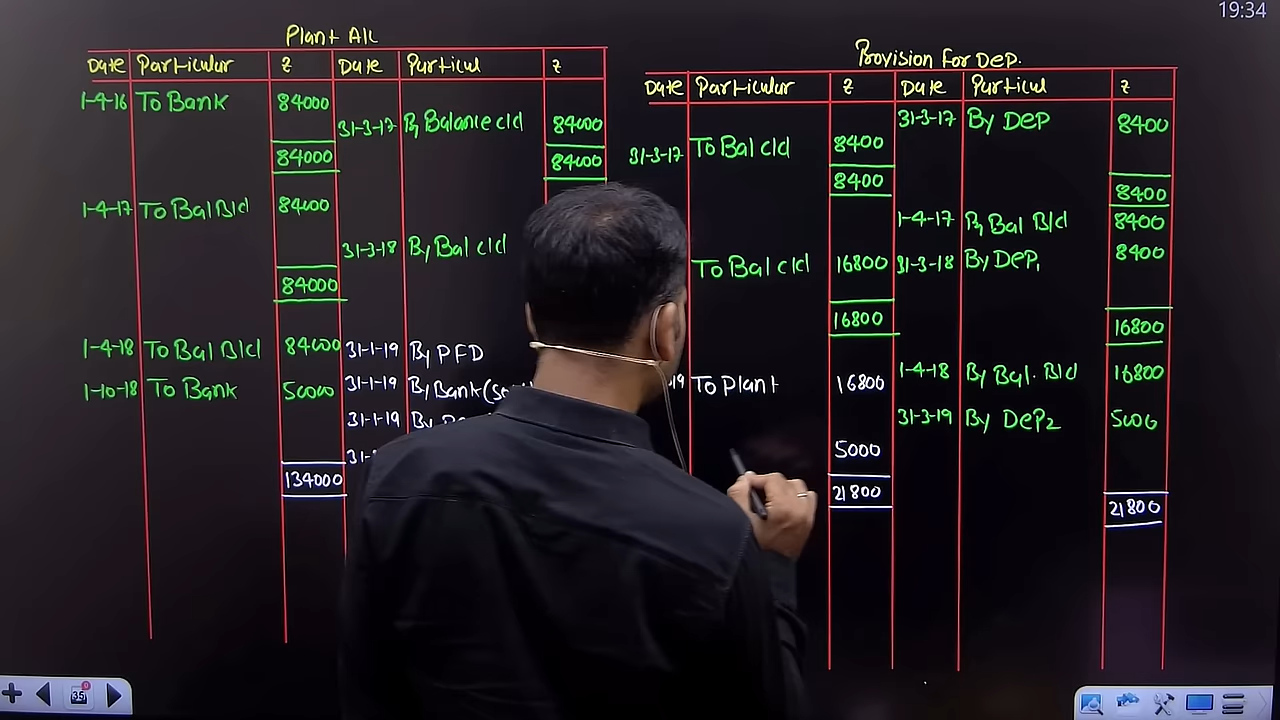 19:34
Plant A/c
Date Particular ₹ Date Particul ₹
1-4-16 To Bank 84000
31-3-17 By Balance c/d 84000
84000 84000
1-4-17 To Bal B/d 84000
31-3-18 By Bal c/d
84000
1-4-18 To Bal B/d 84000 31-1-19 By PFD
1-10-18 To Bank 50000 31-1-19 By Bank
31-1-19 By
134000
Provision For Dep.
Date Particular ₹ Date Particul ₹
31-3-17 By Dep 8400
31-3-17 To Bal c/d 8400
8400 8400
1-4-17 By Bal B/d 8400
To Bal c/d 16800 31-3-18 By Dep1 8400
16800 16800
1-4-18 By Bal. B/d 16800
To Plant 16800
31-3-19 By Dep2 5000
5000
21800 21800
35